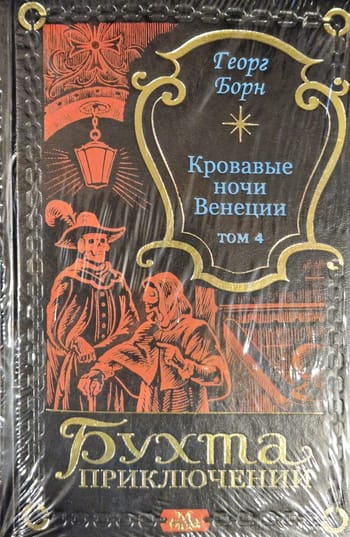 Георг
Борн
Кровавые
ночи
Венеции
том 4
Бухта
ПРИКЛЮЧЕНИЙ